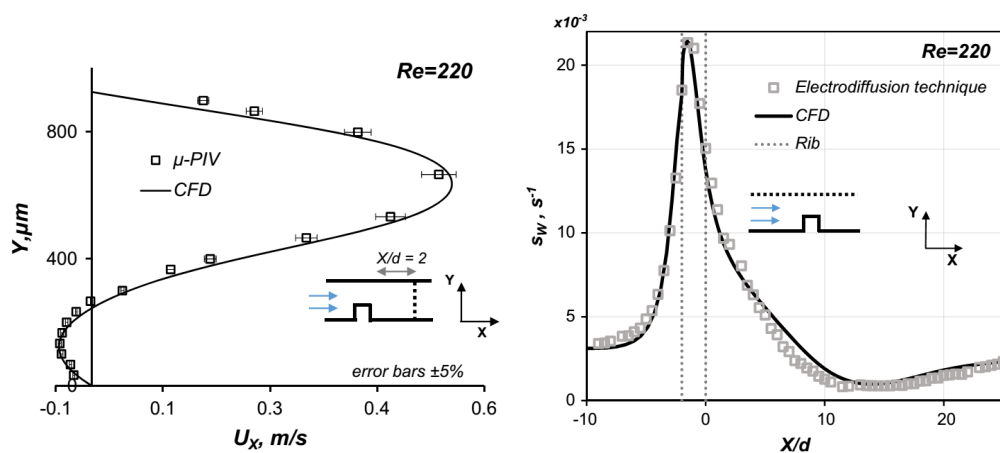 Re=220
800
μ-PIV
CFD
Y,μm
400
X/d = 2
Y
X
error bars ±5%
0
-0.1 0.1 0.3 0.4 0.6
Uₓ, m/s
x10⁻³
Re=220
20
Electrodiffusion technique
CFD
Rib
15
s_W , s⁻¹
10
Y
X
5
0
-10 0 10 20
X/d